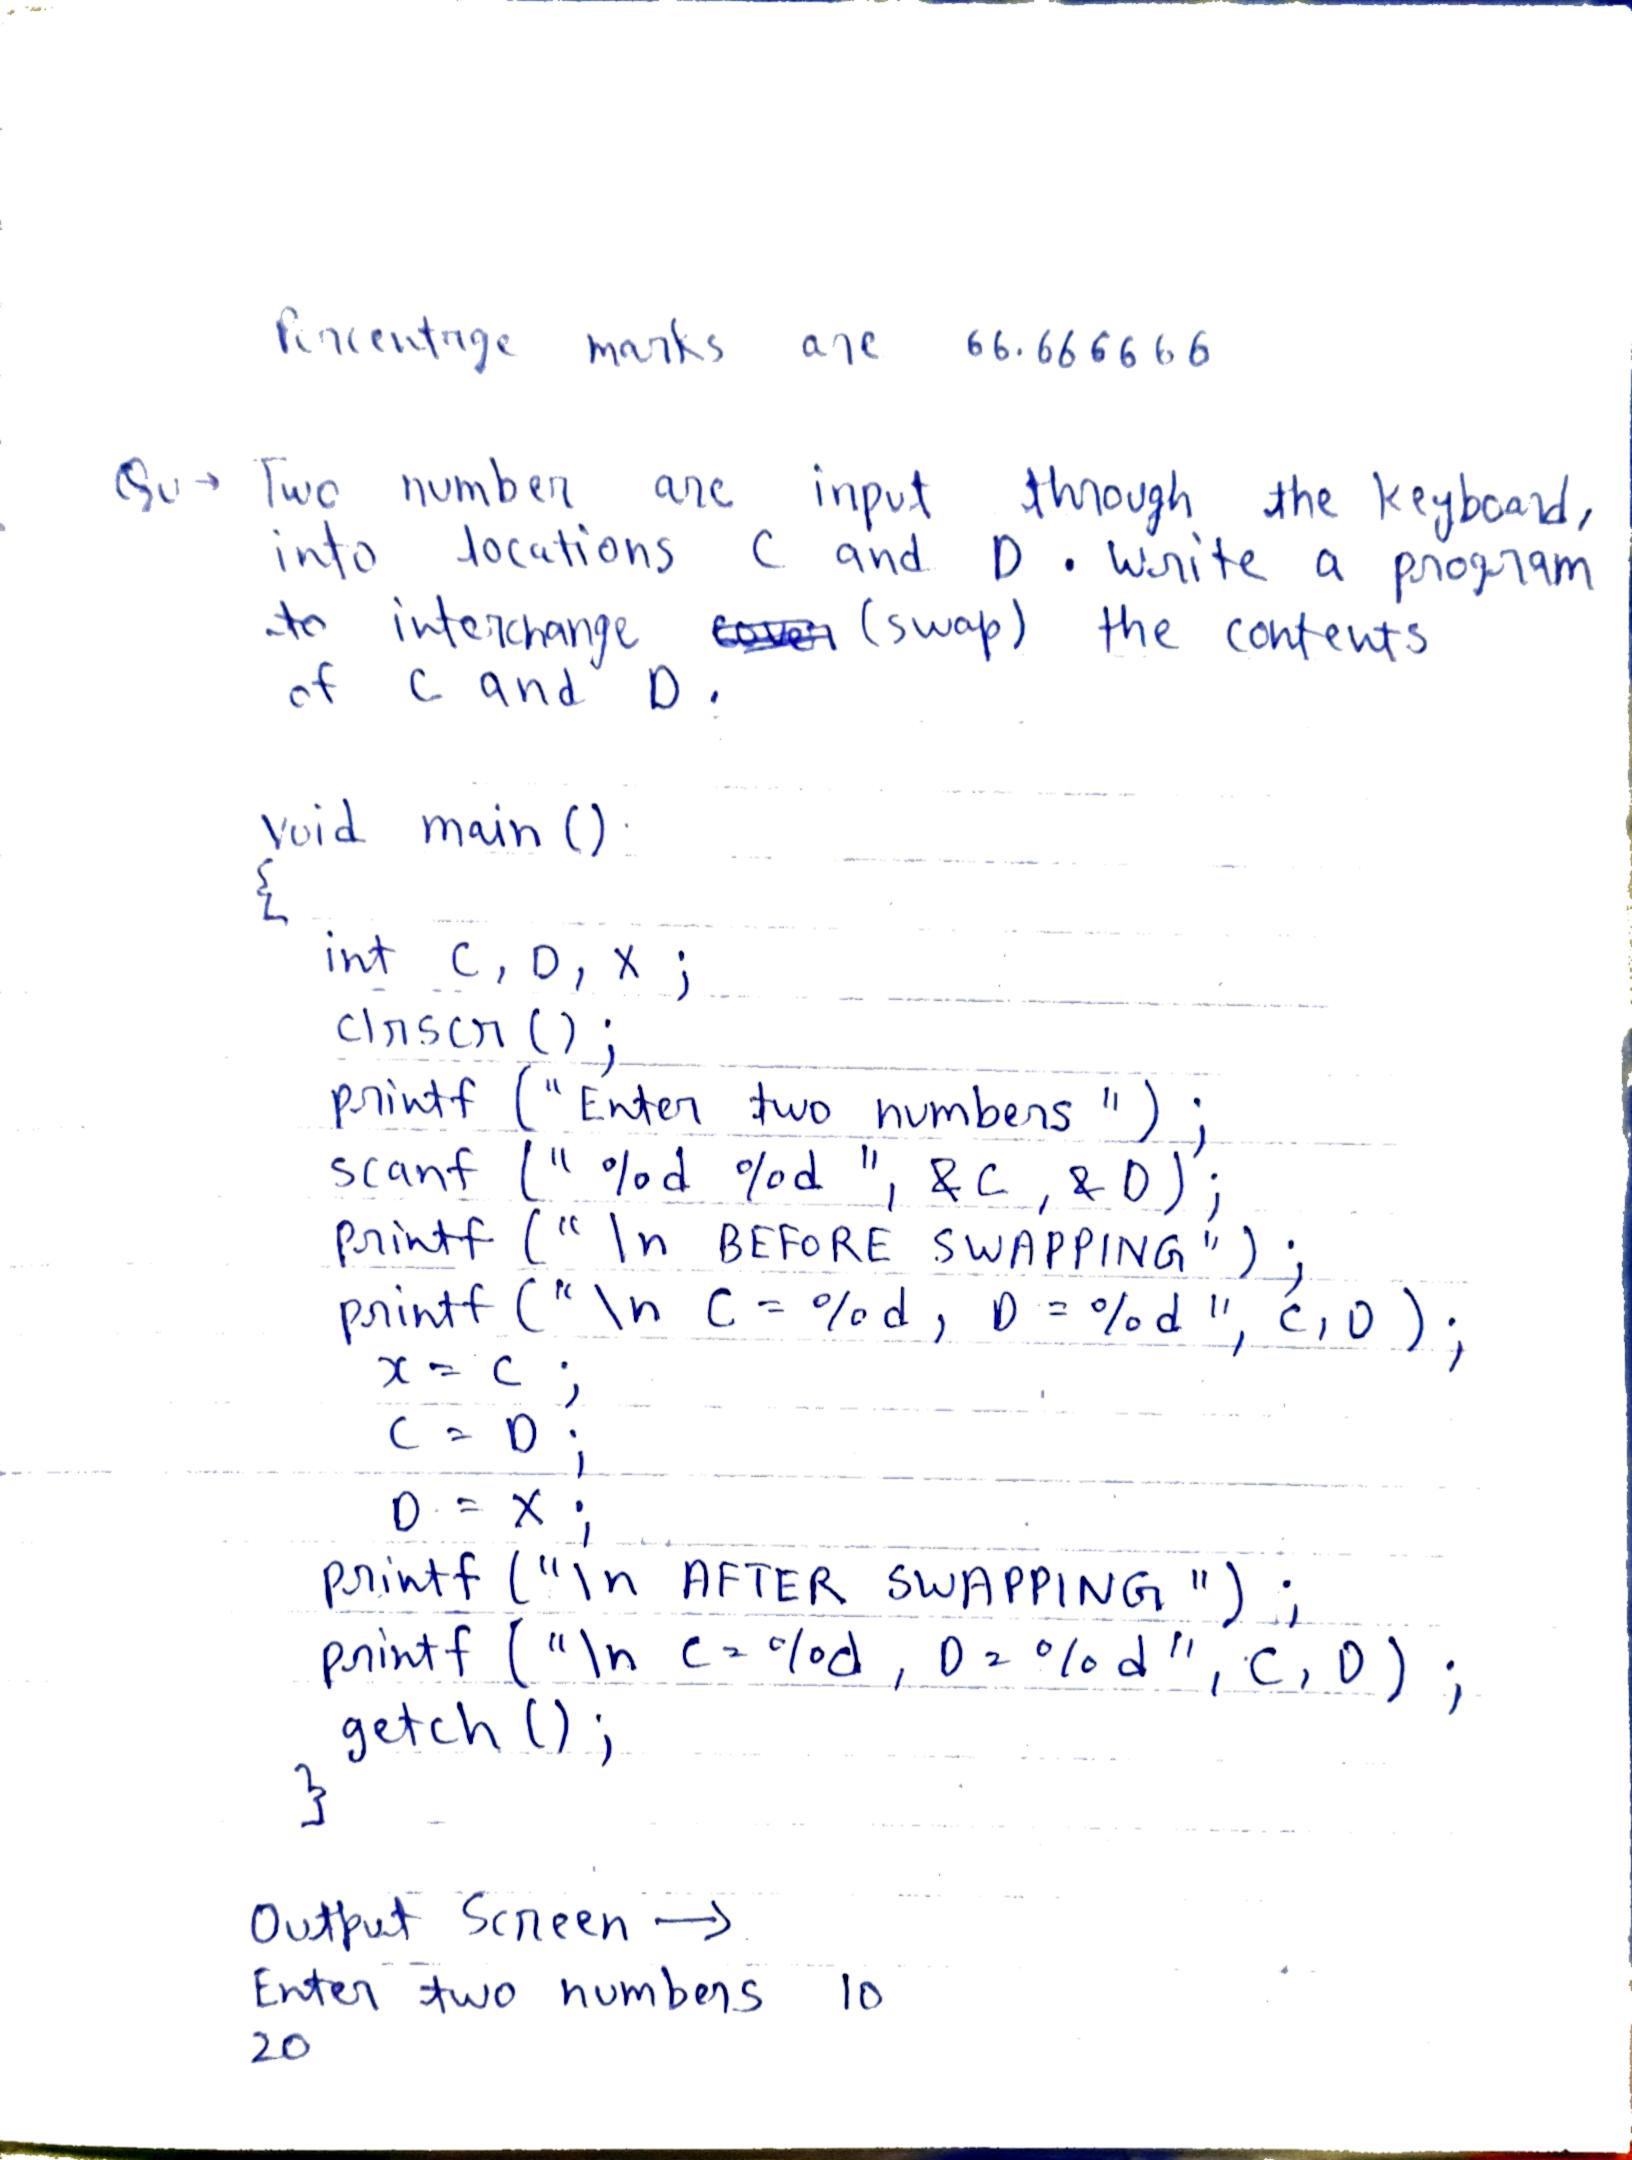 Percentage marks are 66.666666
Qu→ Two number are input through the keyboard,
into locations C and D. Write a program
to interchange (swap) the contents
of C and D.
Void main ()
{
int C, D, X ;
clrscr () ;
printf ("Enter two numbers ") ;
scanf (" %d %d ", &C, &D) ;
printf (" \n BEFORE SWAPPING") ;
printf (" \n C = %d, D = %d ", C, D ) ;
x = C ;
C = D ;
D = X ;
printf ("\n AFTER SWAPPING ") ;
printf ("\n C = %d, D = %d", C, D) ;
getch () ;
}
Output Screen →
Enter two numbers 10
20